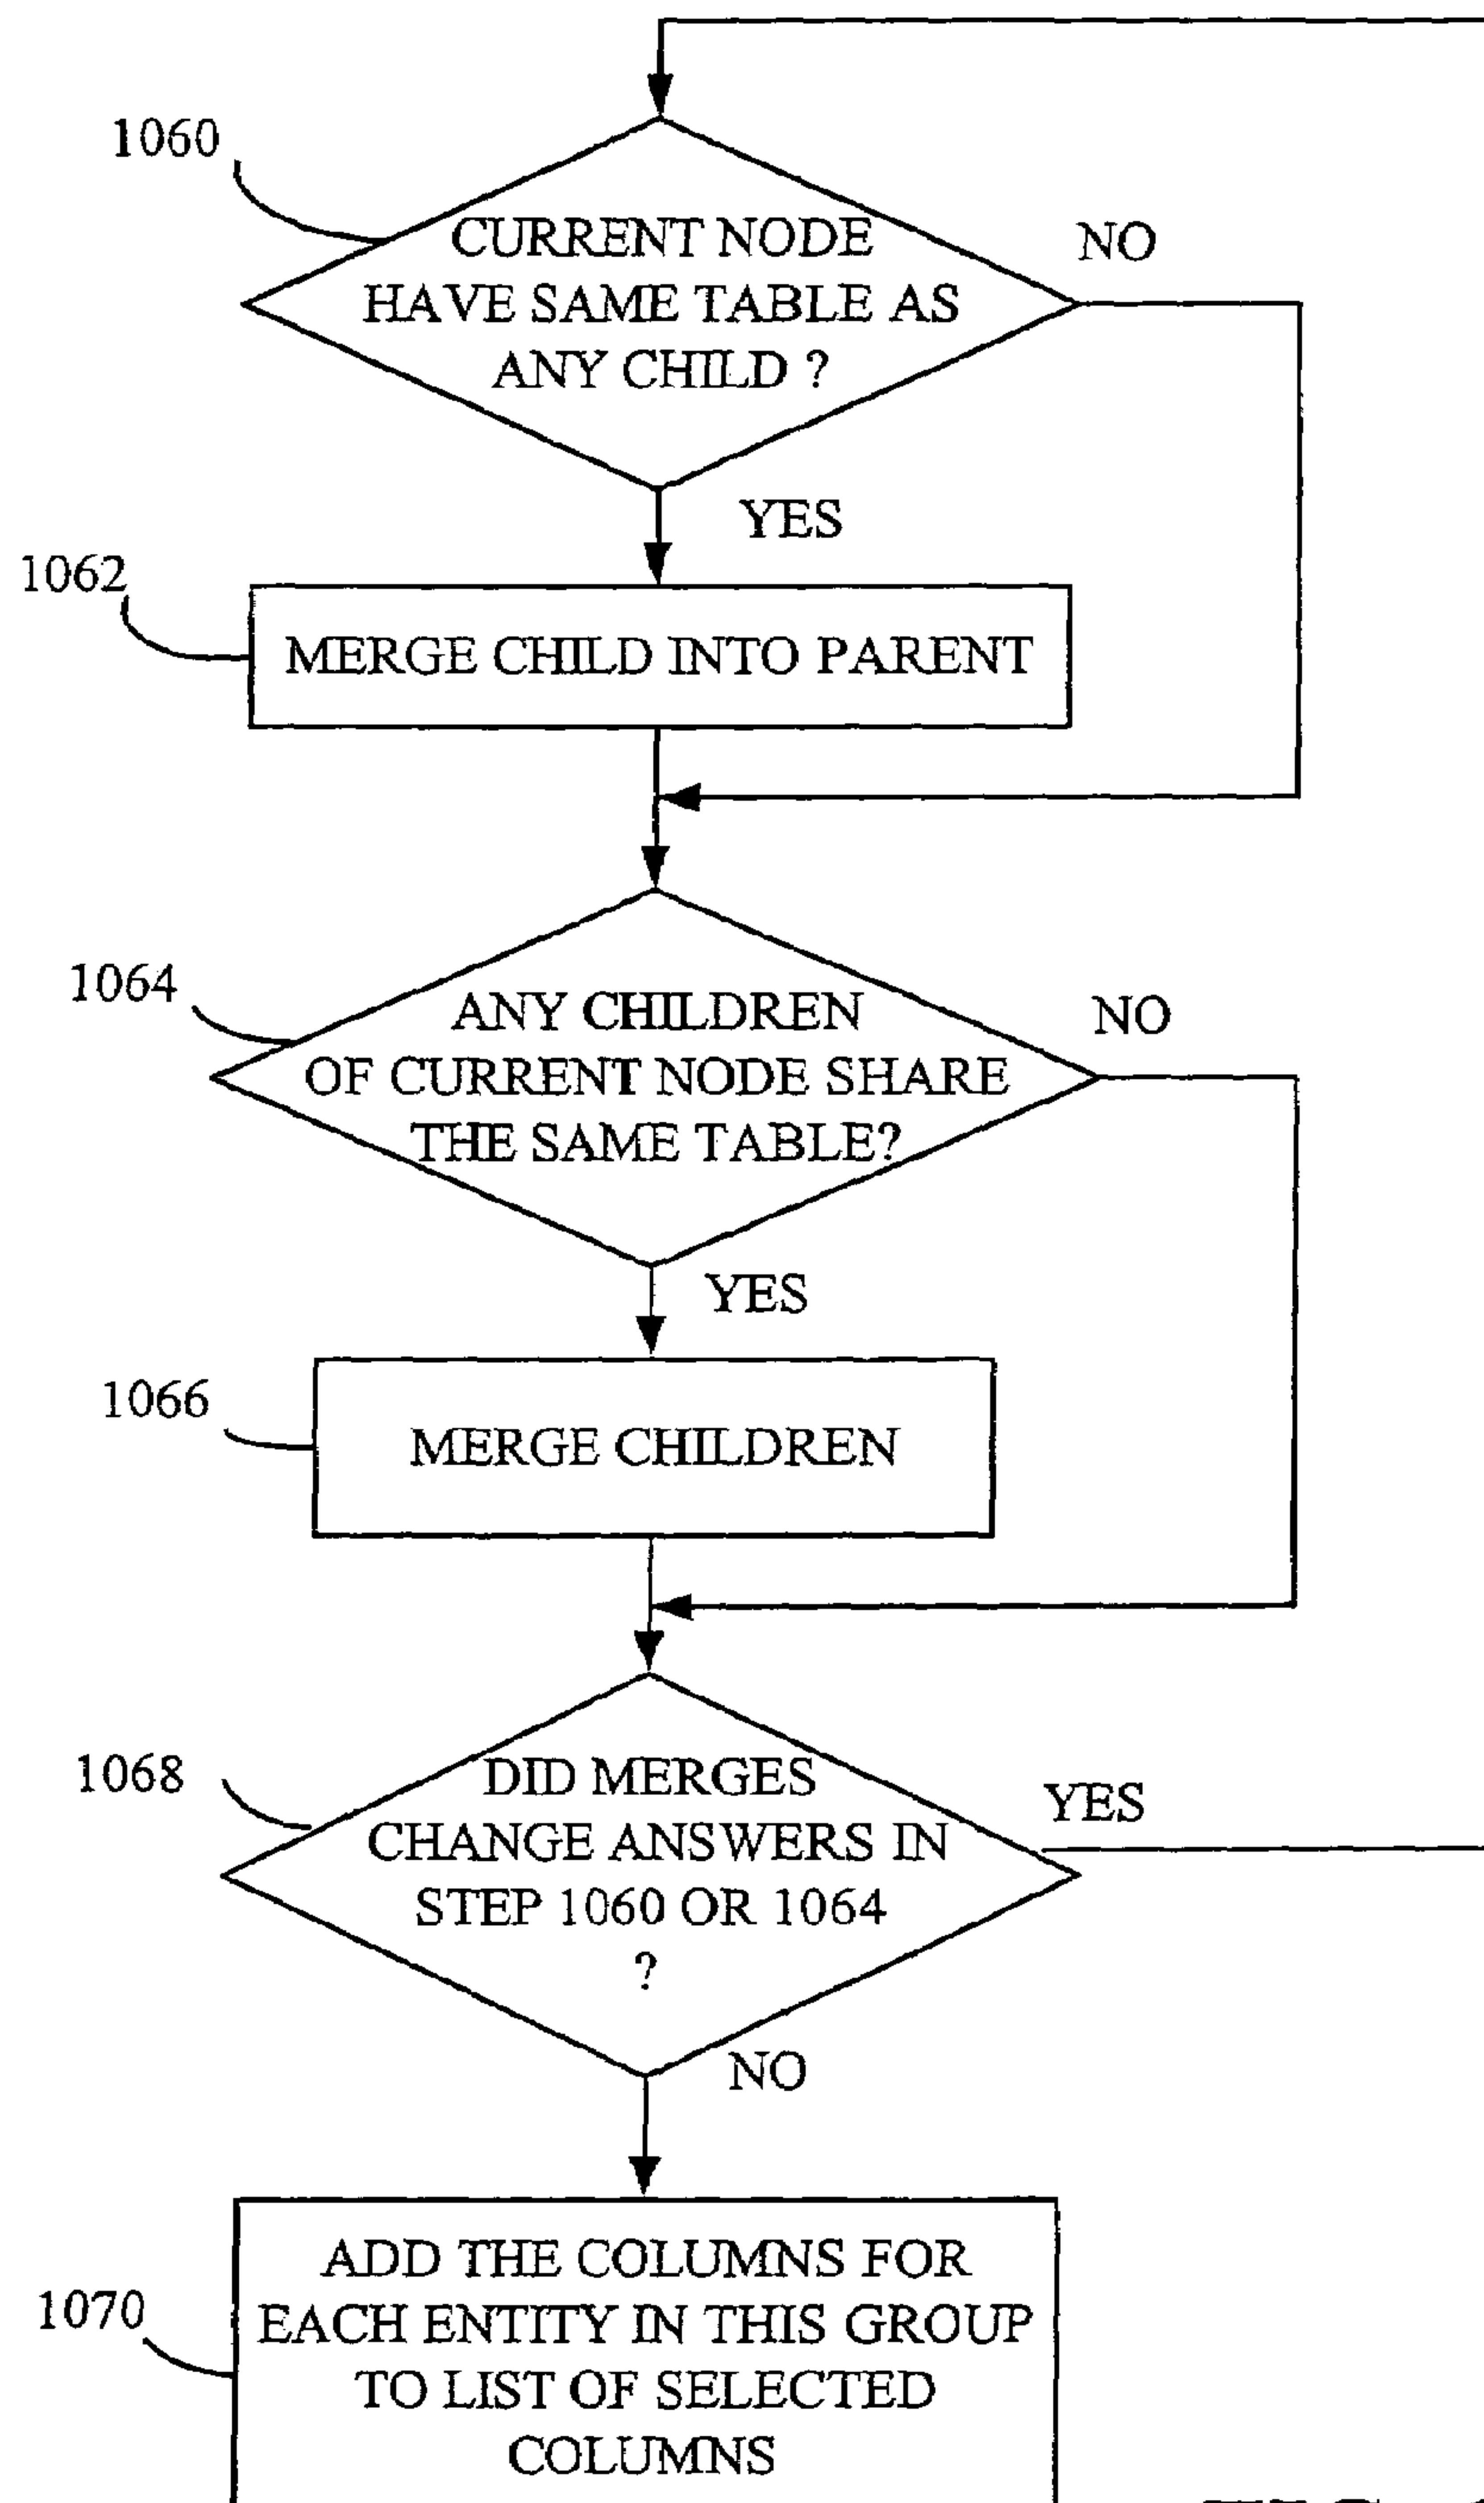 1060
CURRENT NODE
HAVE SAME TABLE AS
ANY CHILD ?
NO
YES
1062
MERGE CHILD INTO PARENT
1064
ANY CHILDREN
OF CURRENT NODE SHARE
THE SAME TABLE?
NO
YES
1066
MERGE CHILDREN
1068
DID MERGES
CHANGE ANSWERS IN
STEP 1060 OR 1064
?
YES
NO
1070
ADD THE COLUMNS FOR
EACH ENTITY IN THIS GROUP
TO LIST OF SELECTED
COLUMNS